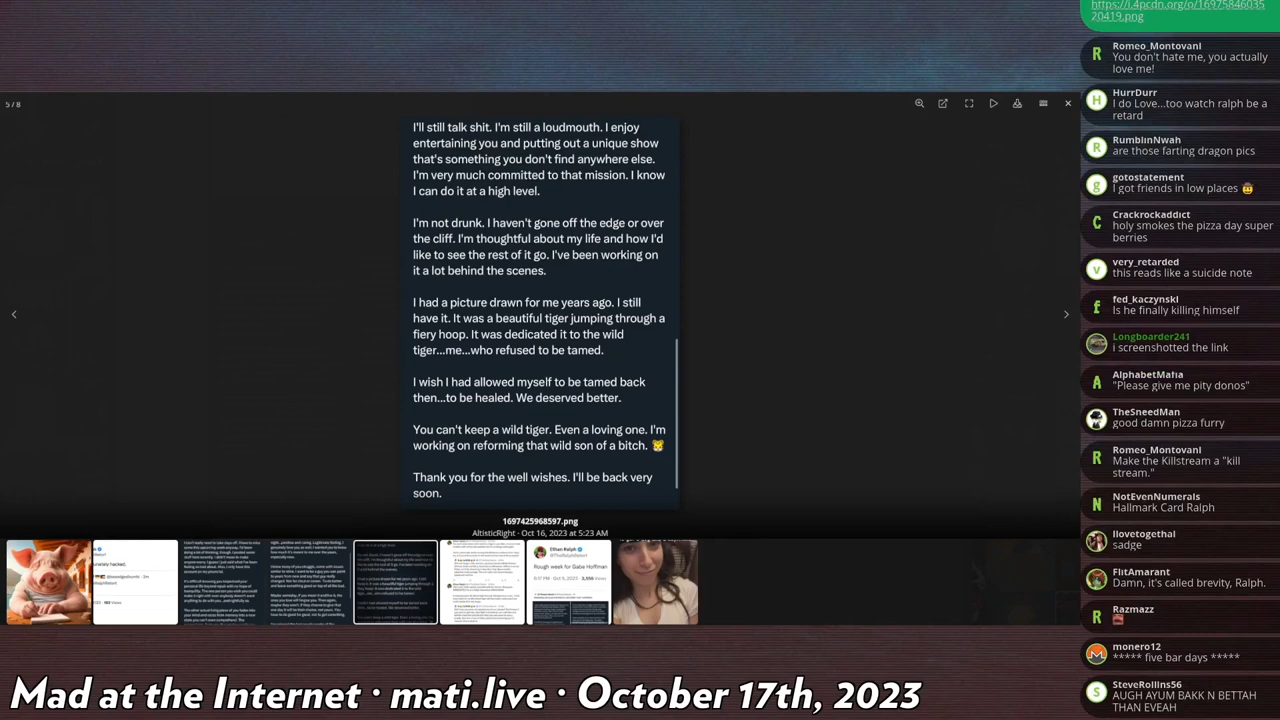 https://i.4pcdn.org/o/16975846035
20419.png
5 / 8
I'll still talk shit. I'm still a loudmouth. I enjoy
entertaining you and putting out a unique show
that's something you don't find anywhere else.
I'm very much committed to that mission. I know
I can do it at a high level.
I'm not drunk. I haven't gone off the edge or over
the cliff. I'm thoughtful about my life and how I'd
like to see the rest of it go. I've been working on
it a lot behind the scenes.
I had a picture drawn for me years ago. I still
have it. It was a beautiful tiger jumping through a
fiery hoop. It was dedicated it to the wild
tiger...me...who refused to be tamed.
I wish I had allowed myself to be tamed back
then...to be healed. We deserved better.
You can't keep a wild tiger. Even a loving one. I'm
working on reforming that wild son of a bitch. 🐯
Thank you for the well wishes. I'll be back very
soon.
1697425968597.png
AltisticRight · Oct 16, 2023 at 5:23 AM
Ethan Ralph
Rough week for Gabe Hoffman
R
Romeo_MontovanI
You don't hate me, you actually
love me!
H
HurrDurr
I do Love...too watch ralph be a
retard
R
RumblinNwah
are those farting dragon pics
g
gotostatement
I got friends in low places 🤠
C
Crackrockaddict
holy smokes the pizza day super
berries
v
very_retarded
this reads like a suicide note
f
fed_kaczynski
Is he finally killing himself
Longboarder241
i screenshotted the link
A
AlphabetMafia
"Please give me pity donos"
TheSneedMan
good damn pizza furry
R
Romeo_MontovanI
Make the Killstream a "kill
stream."
N
NotEvenNumerals
R
monero12
***** five bar days *****
S
SteveRollins56
AUGH AYUM BAKK N BETTAH
THAN EVEAH
Mad at the Internet · mati.live · October 17th, 2023